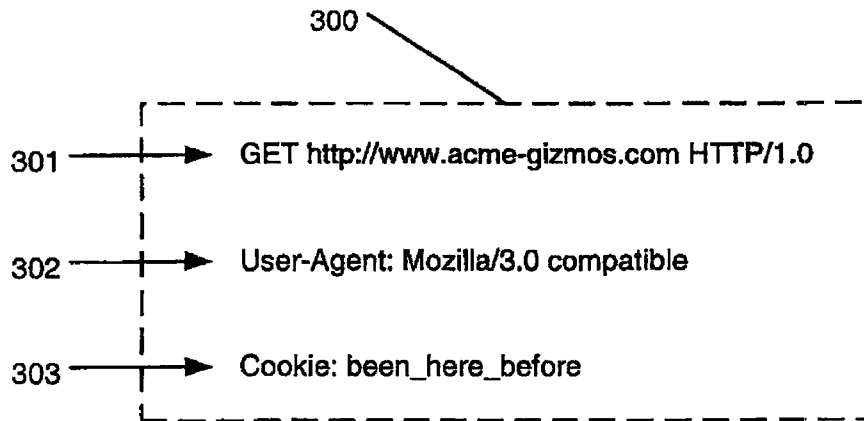 300
301 GET http://www.acme-gizmos.com HTTP/1.0
302 User-Agent: Mozilla/3.0 compatible
303 Cookie: been_here_before